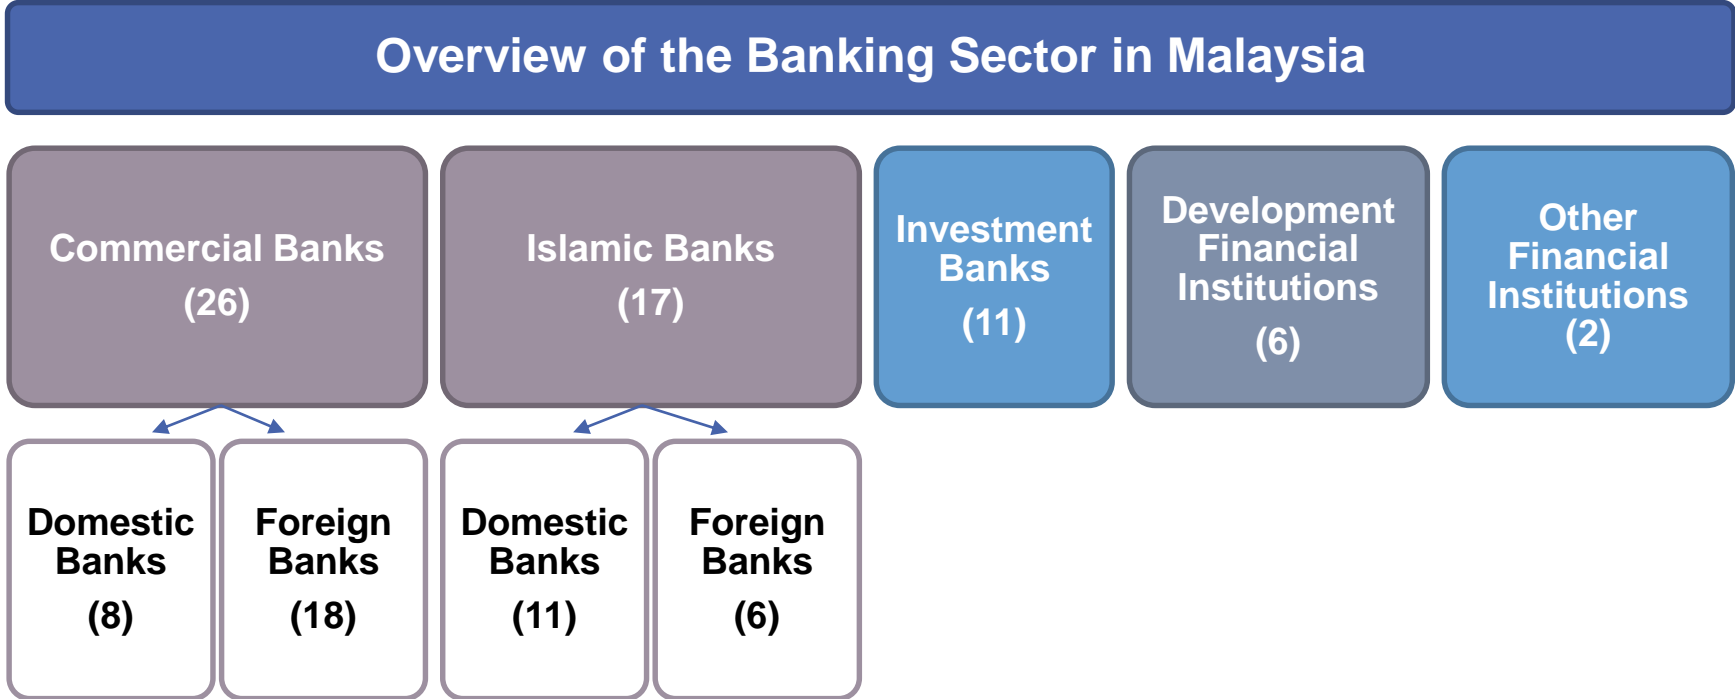 Overview of the Banking Sector in Malaysia
Commercial Banks
(26)
Islamic Banks
(17)
Investment
Banks
(11)
Development
Financial
Institutions
(6)
Other
Financial
Institutions
(2)
Domestic
Banks
(8)
Foreign
Banks
(18)
Domestic
Banks
(11)
Foreign
Banks
(6)